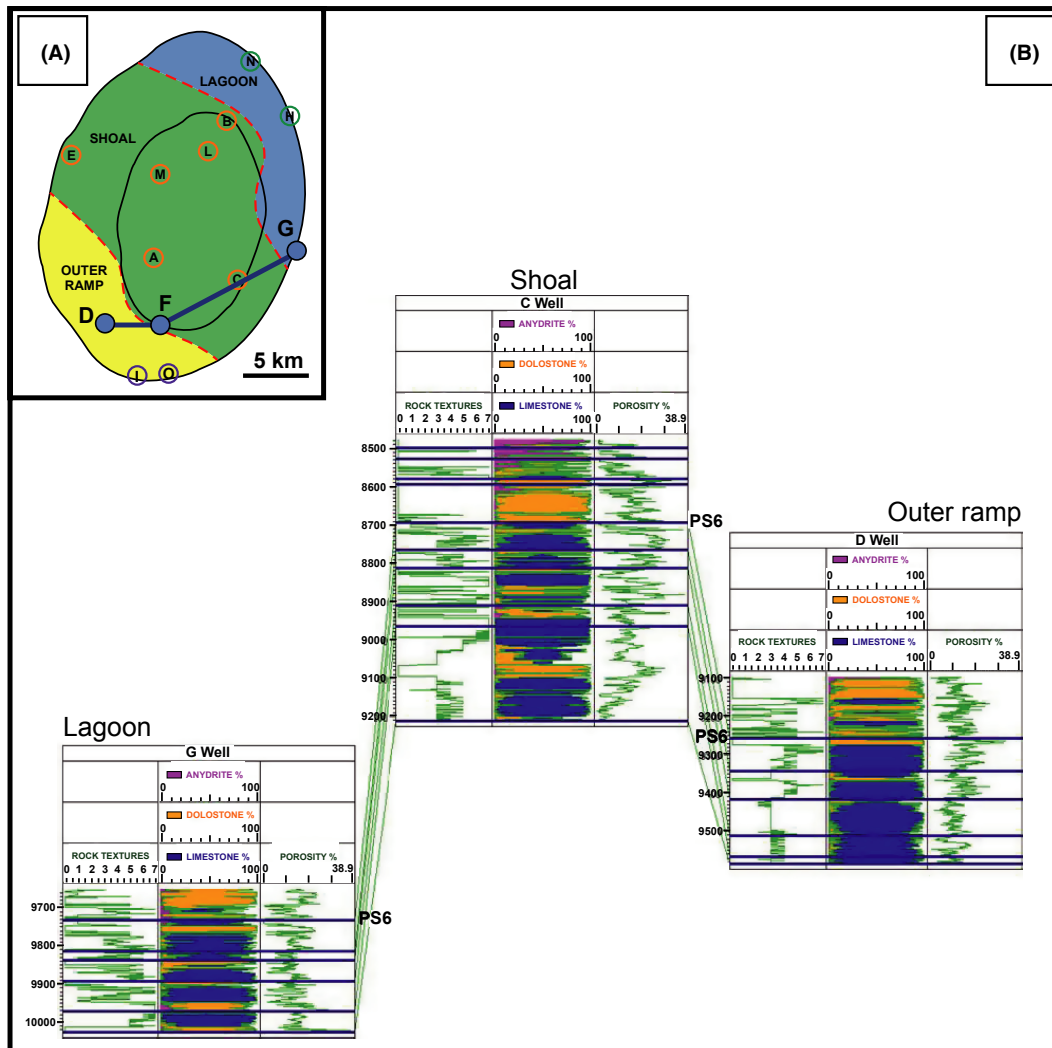 (A)
(B)
N
LAGOON
B
H
SHOAL
E
L
M
G
A
C
OUTER
RAMP
F
D
5 km
I
O
Shoal
C Well
ANYDRITE %
0 100
DOLOSTONE %
0 100
ROCK TEXTURES LIMESTONE % POROSITY %
0 1 2 3 4 5 6 7 0 100 0 38.9
8500
8600
8700
8800
8900
9000
9100
9200
PS6
Outer ramp
D Well
ANYDRITE %
0 100
DOLOSTONE %
0 100
ROCK TEXTURES LIMESTONE % POROSITY %
0 1 2 3 4 5 6 7 0 100 0 38.9
9100
9200
PS6
9300
9400
9500
Lagoon
G Well
ANYDRITE %
0 100
DOLOSTONE %
0 100
ROCK TEXTURES LIMESTONE % POROSITY %
0 1 2 3 4 5 6 7 0 100 0 38.9
9700
PS6
9800
9900
10000